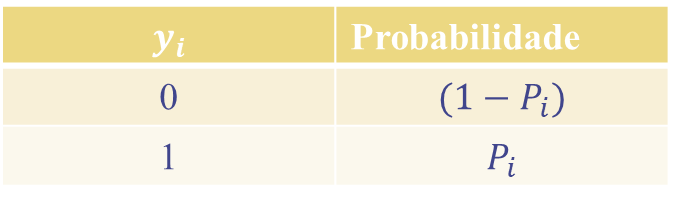 yᵢ Probabilidade
0 (1 − Pᵢ)
1 Pᵢ